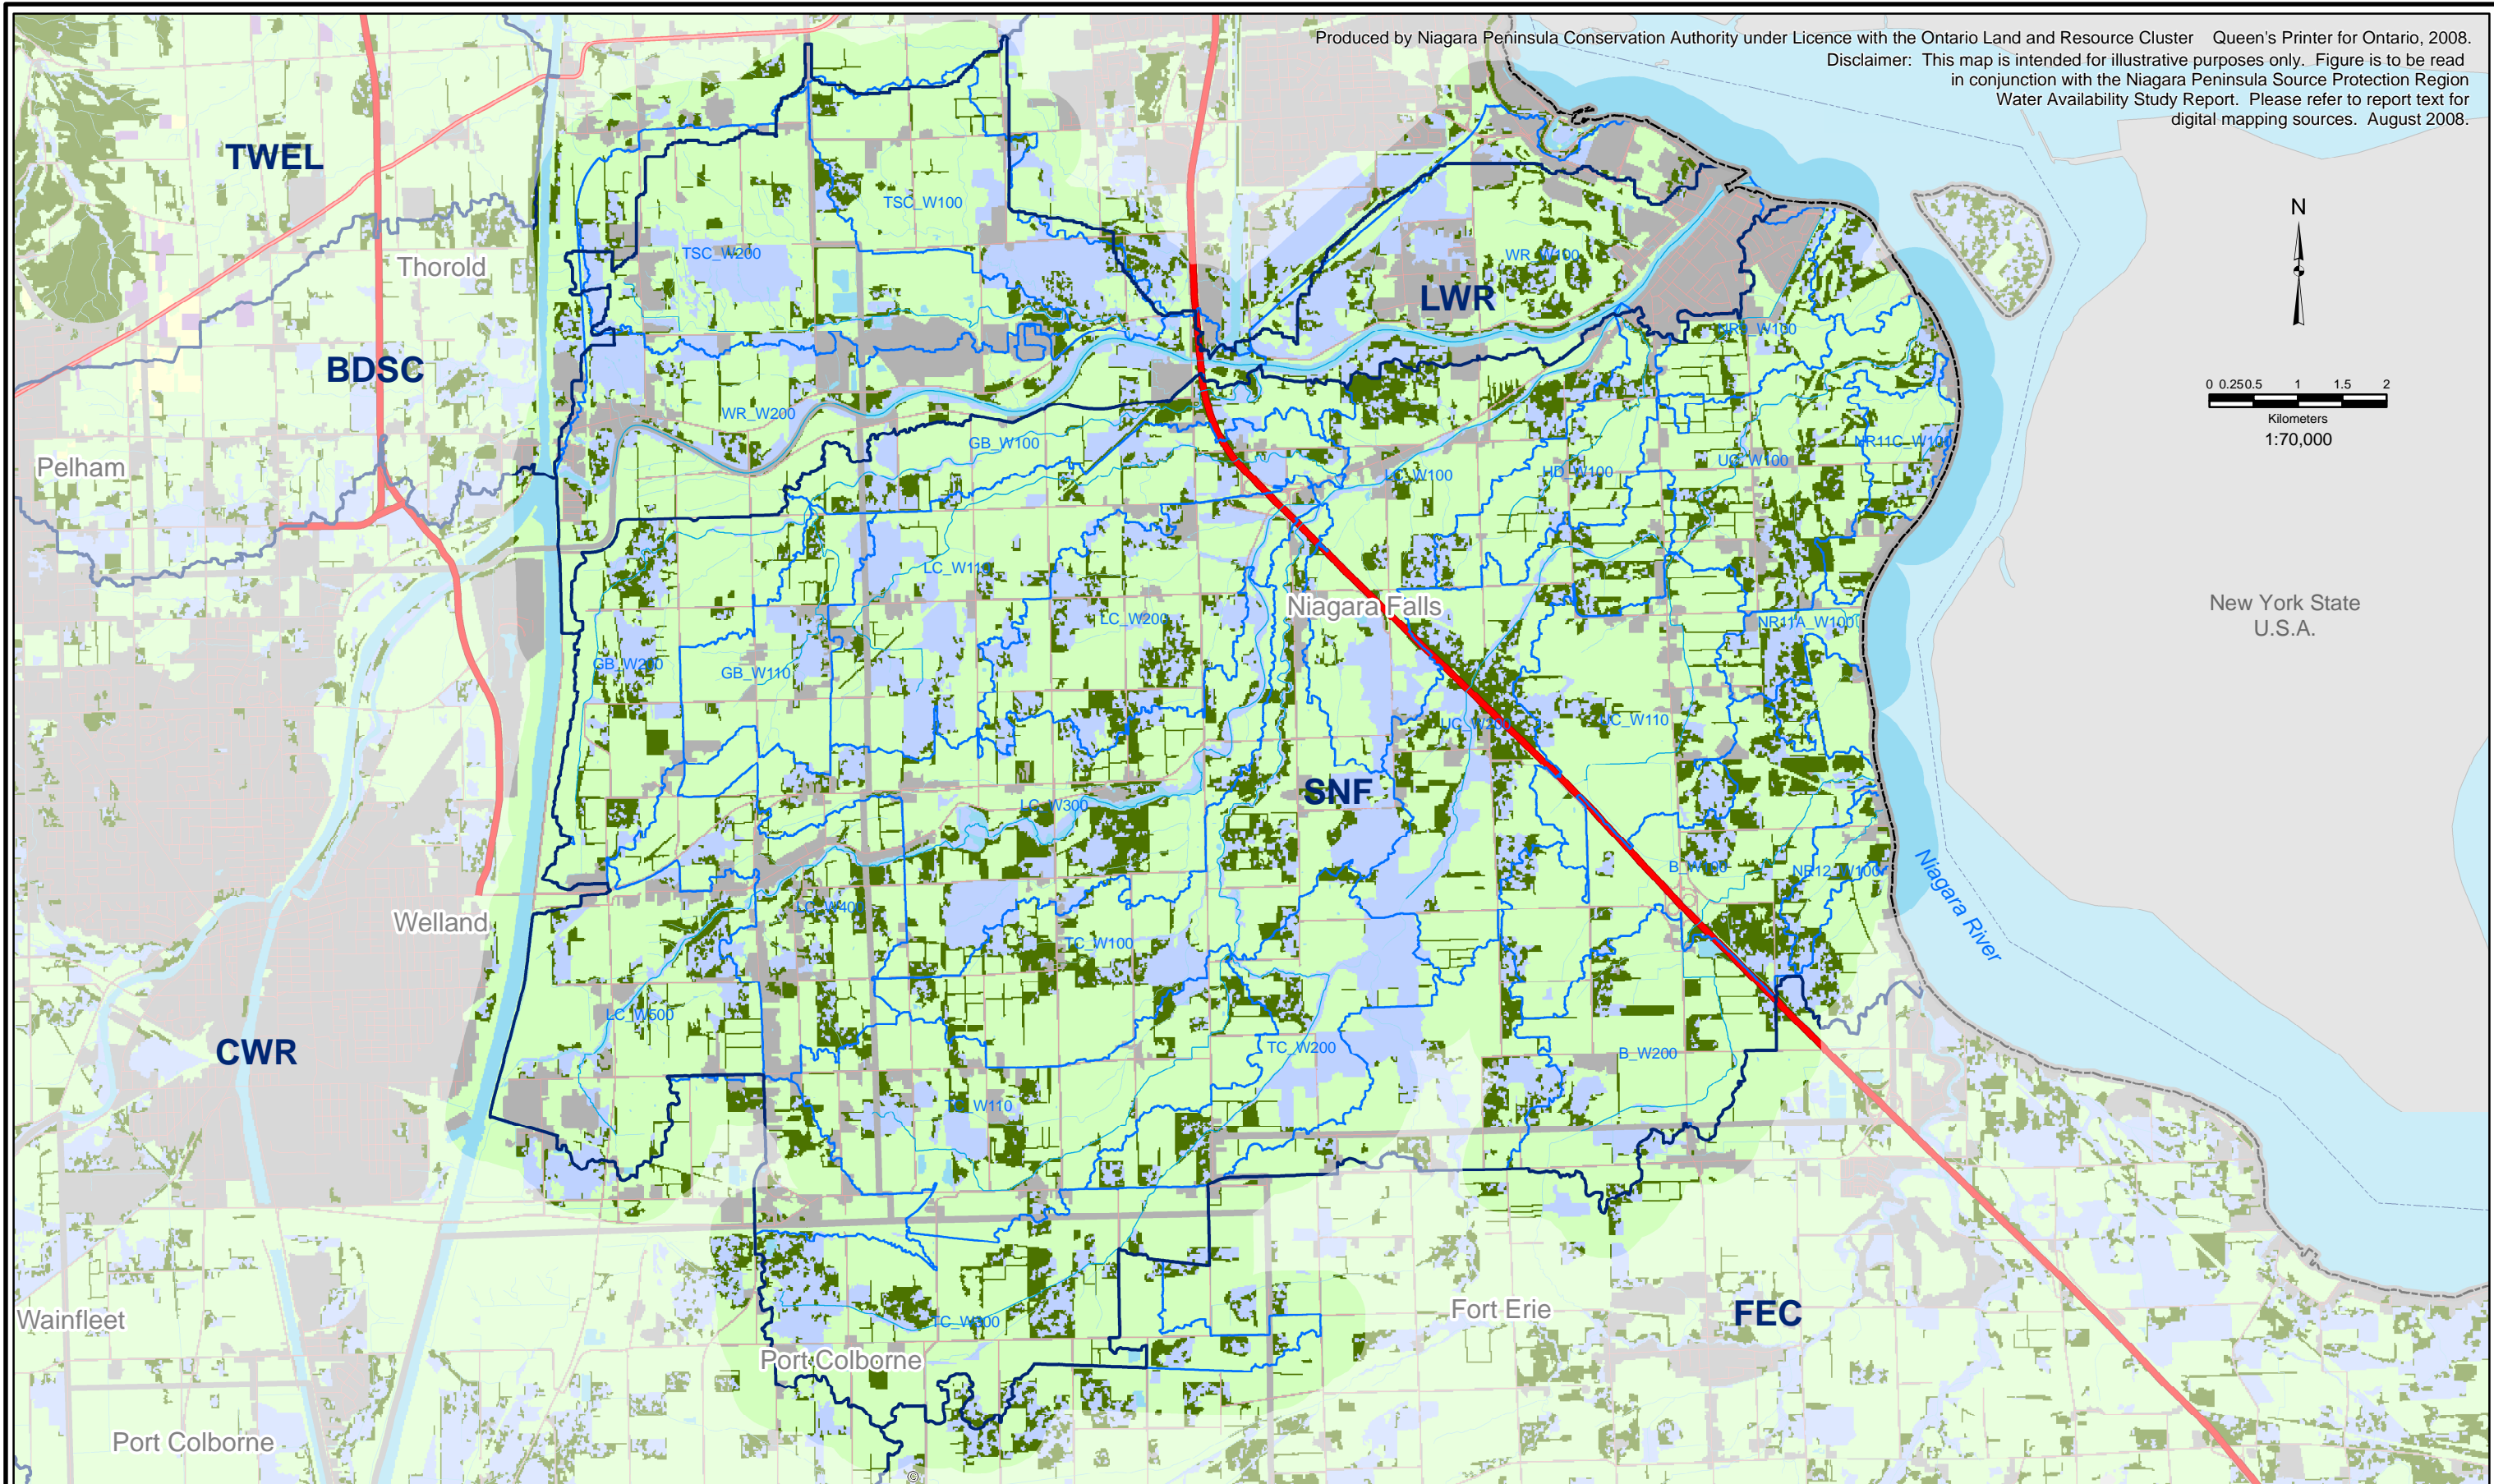 Produced by Niagara Peninsula Conservation Authority under Licence with the Ontario Land and Resource Cluster Queen's Printer for Ontario, 2008.
Disclaimer: This map is intended for illustrative purposes only. Figure is to be read
in conjunction with the Niagara Peninsula Source Protection Region
Water Availability Study Report. Please refer to report text for
digital mapping sources. August 2008.
TWEL
TSC_W100
N
TSC_W200
WR_W100
Thorold
LWR
NR9_W100
BDSC
0 0.25 0.5 1 1.5 2
Kilometers
1:70,000
WR_W200
GB_W100
NR11C_W100
Pelham
LC_W100
HD_W100
UC_W100
LC_W110
New York State
U.S.A.
Niagara Falls
LC_W200
NR11A_W100
GB_W200
GB_W110
UC_W200
UC_W110
SNF
LC_W300
B_W100
NR12_W100
Niagara River
LC_W400
Welland
TC_W100
LC_W500
CWR
TC_W200
B_W200
TC_W110
Wainfleet
TC_W300
Fort Erie
FEC
Port Colborne
Port Colborne
©